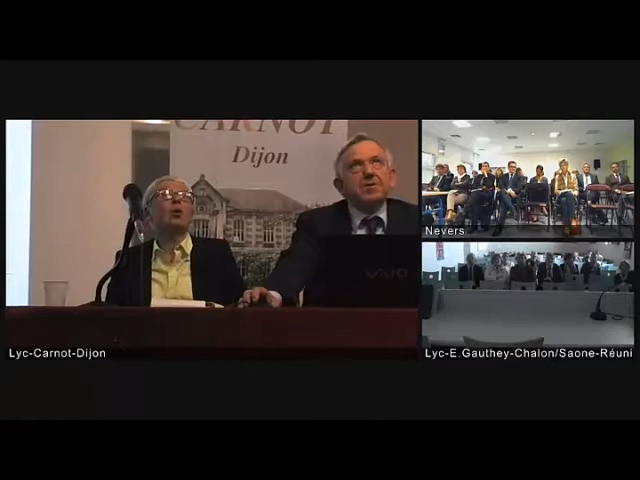 CARNOT
Dijon
VAIO
Nevers
Lyc-Carnot-Dijon
Lyc-E.Gauthey-Chalon/Saone-Réuni